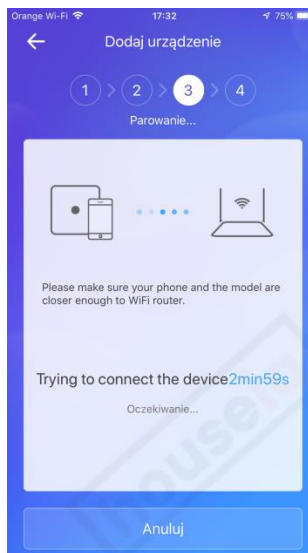 Orange Wi-Fi 17:32 75%
Dodaj urządzenie
1 > 2 > 3 > 4
Parowanie...
Please make sure your phone and the model are
closer enough to WiFi router.
Trying to connect the device2min59s
Oczekiwanie...
Anuluj